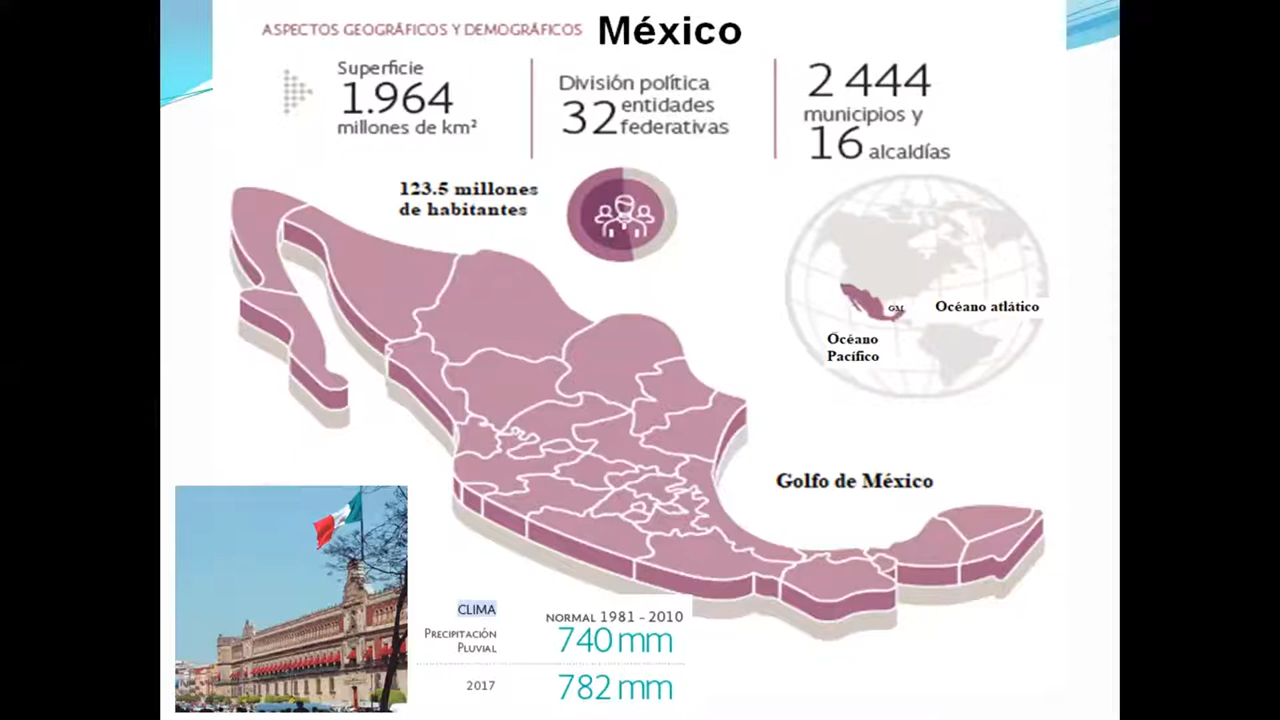 ASPECTOS GEOGRÁFICOS Y DEMOGRÁFICOS México
Superficie
1.964
millones de km²
División política
32 entidades
federativas
2 444
municipios y
16 alcaldías
123.5 millones
de habitantes
GM
Océano atlático
Océano
Pacífico
Golfo de México
CLIMA
NORMAL 1981 - 2010
PRECIPITACIÓN
PLUVIAL
740 mm
2017
782 mm